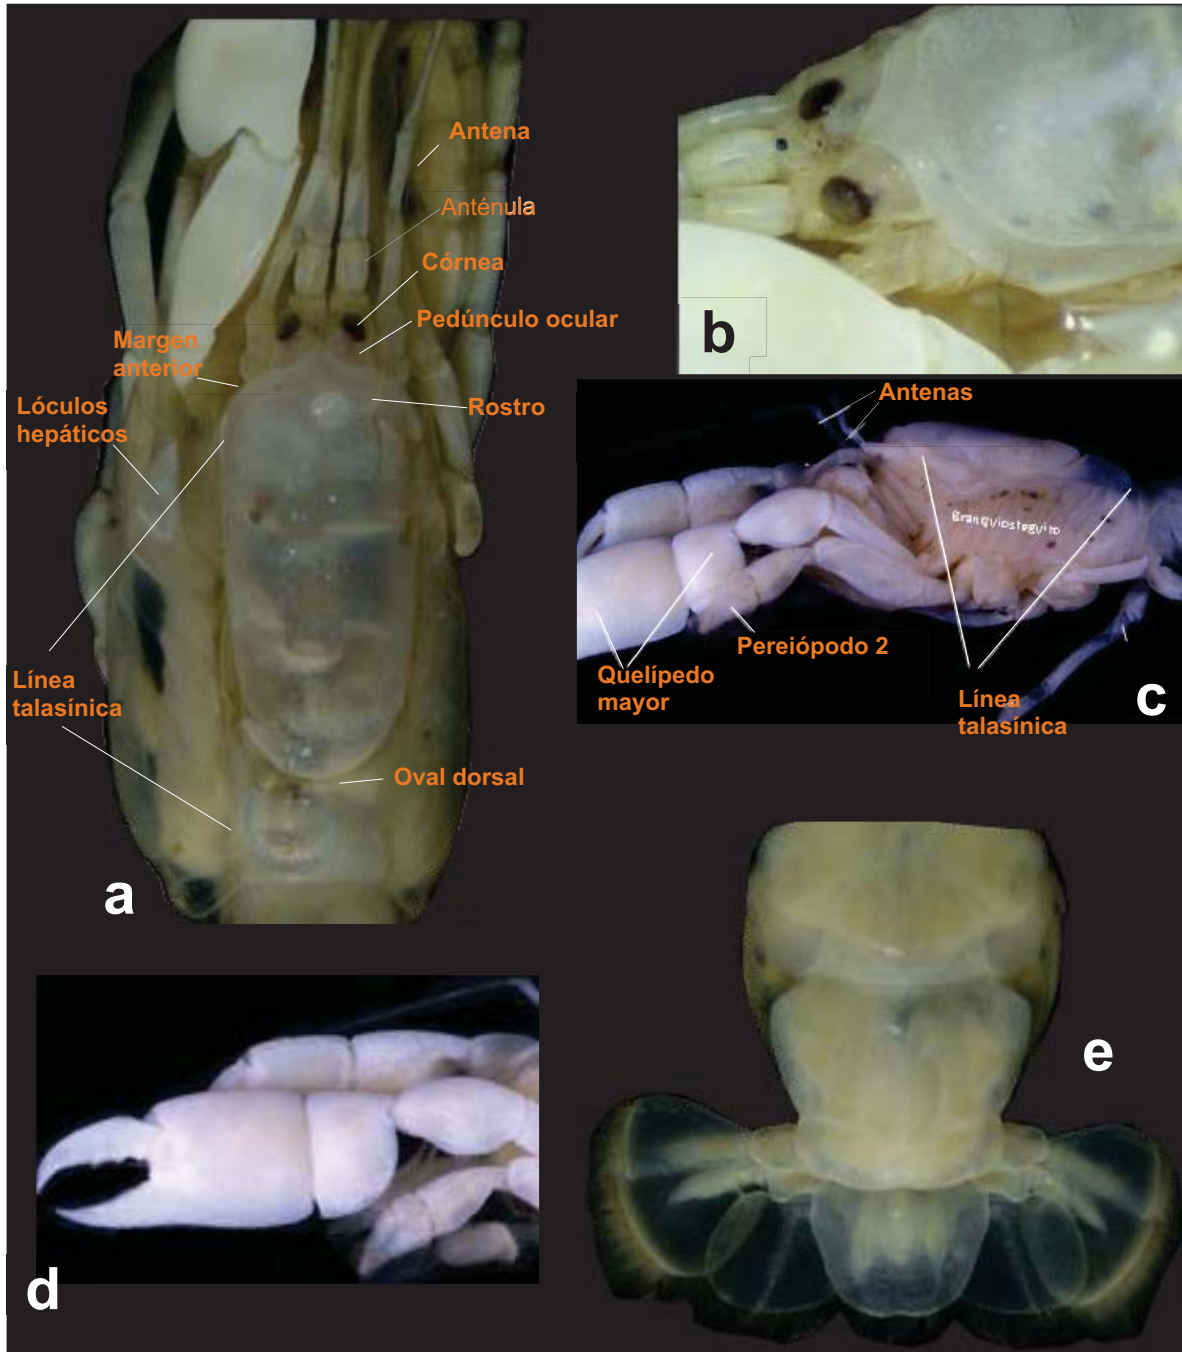 Antena
Anténula
Córnea
Pedúnculo ocular
Margen
anterior
Rostro
Lóculos
hepáticos
Línea
talasínica
Oval dorsal
a
b
Antenas
Branquiosteguito
Pereiópodo 2
Quelípedo
mayor
Línea
talasínica
c
d
e